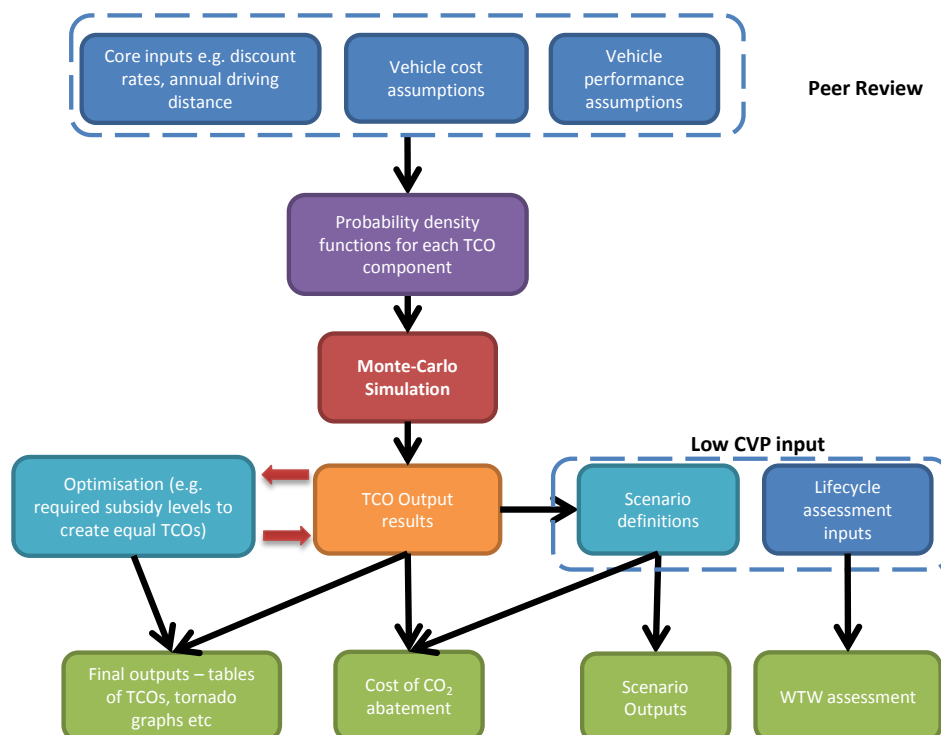 Core inputs e.g. discount
rates, annual driving
distance
Vehicle cost
assumptions
Vehicle
performance
assumptions
Peer Review
Probability density
functions for each TCO
component
Monte-Carlo
Simulation
Low CVP input
Optimisation (e.g.
required subsidy levels to
create equal TCOs)
TCO Output
results
Scenario
definitions
Lifecycle
assessment
inputs
Final outputs – tables
of TCOs, tornado
graphs etc
Cost of CO₂
abatement
Scenario
Outputs
WTW assessment